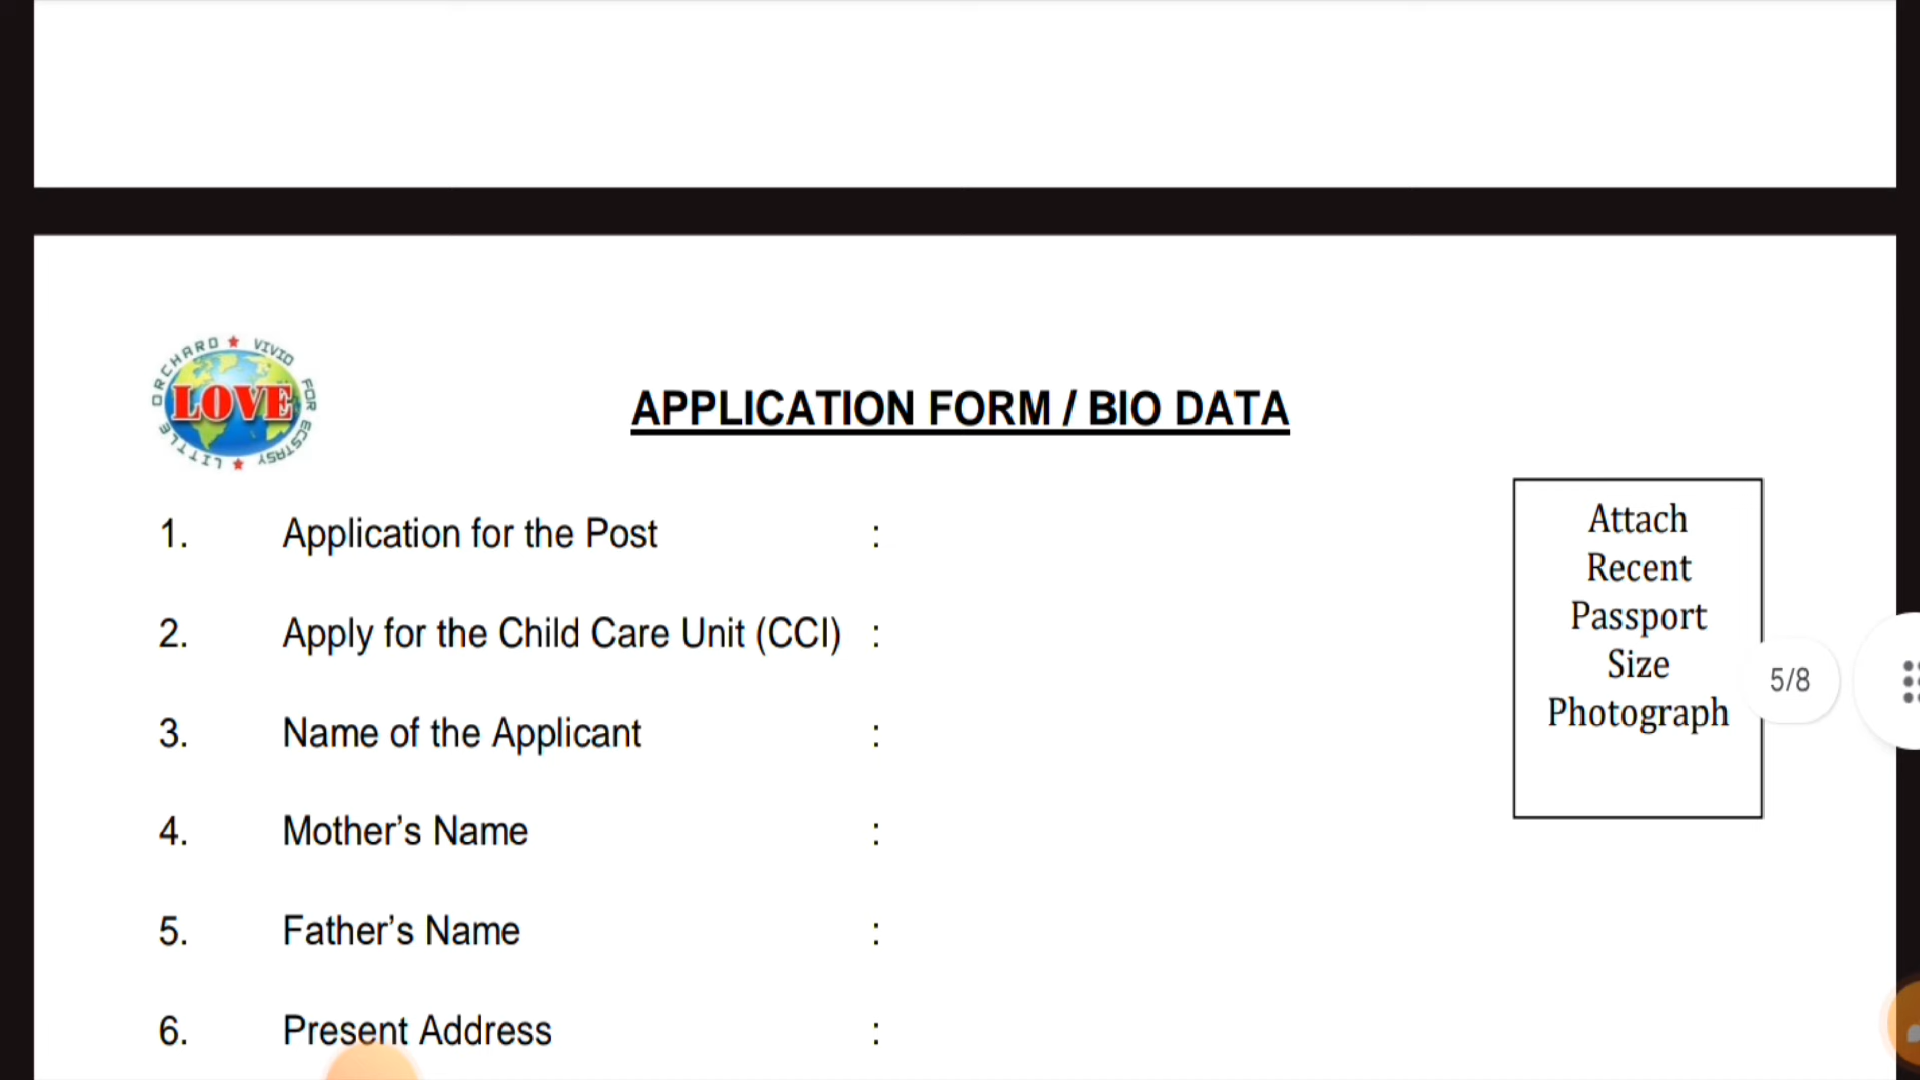 ORCHARD ★ VIVID FOR ECSTASY ★ LITTLE
LOVE
APPLICATION FORM / BIO DATA
1. Application for the Post :
2. Apply for the Child Care Unit (CCI) :
3. Name of the Applicant :
4. Mother’s Name :
5. Father’s Name :
6. Present Address :
Attach
Recent
Passport
Size
Photograph
5/8